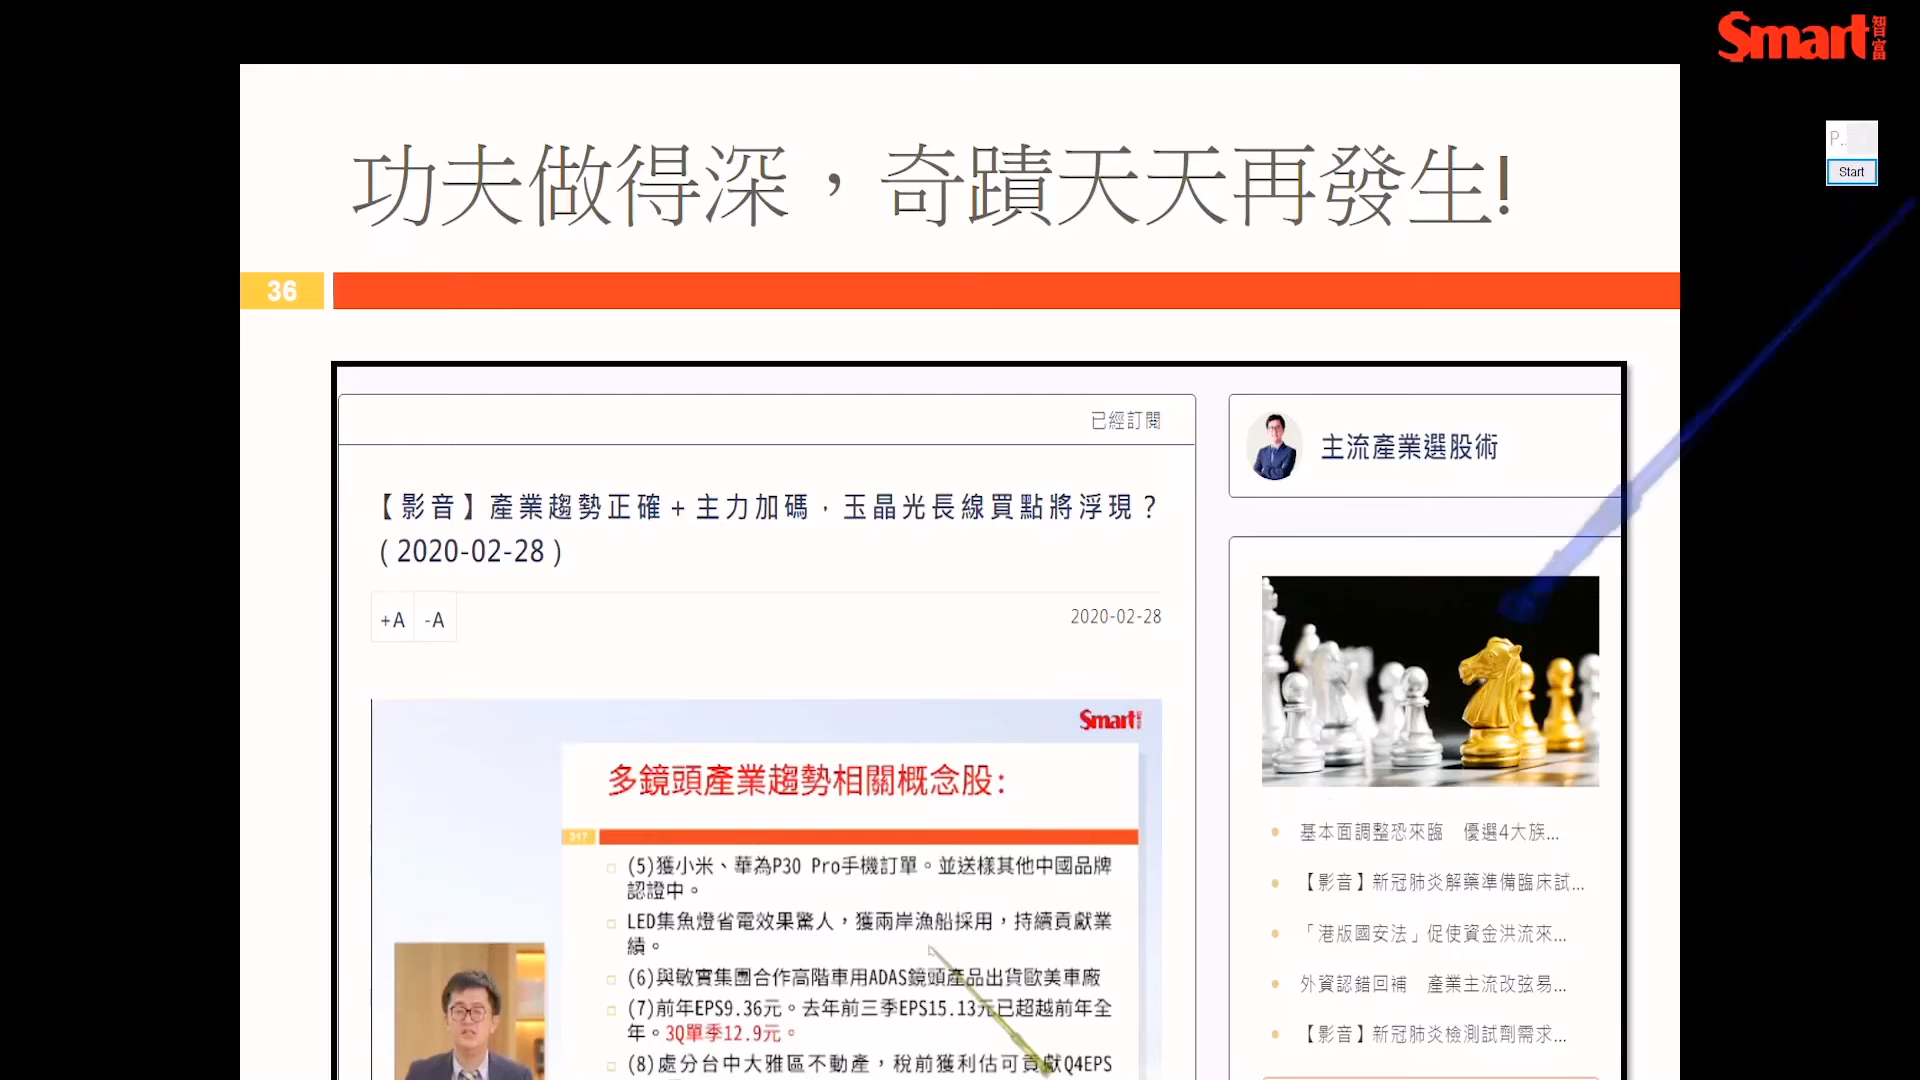 Smart智富
P..
Start
功夫做得深，奇蹟天天再發生!
36
已經訂閱
【影音】產業趨勢正確+主力加碼，玉晶光長線買點將浮現？
(2020-02-28)
+A -A
2020-02-28
Smart
多鏡頭產業趨勢相關概念股:
317
(5)獲小米、華為P30 Pro手機訂單。並送樣其他中國品牌
認證中。
LED集魚燈省電效果驚人，獲兩岸漁船採用，持續貢獻業
績。
(6)與敏實集團合作高階車用ADAS鏡頭產品出貨歐美車廠
(7)前年EPS9.36元。去年前三季EPS15.13元已超越前年全
年。3Q單季12.9元。
(8)處分台中大雅區不動產，稅前獲利估可貢獻Q4EPS
主流產業選股術
基本面調整恐來臨 優選4大族...
【影音】新冠肺炎解藥準備臨床試...
「港版國安法」促使資金洪流來...
外資認錯回補 產業主流改弦易...
【影音】新冠肺炎檢測試劑需求...